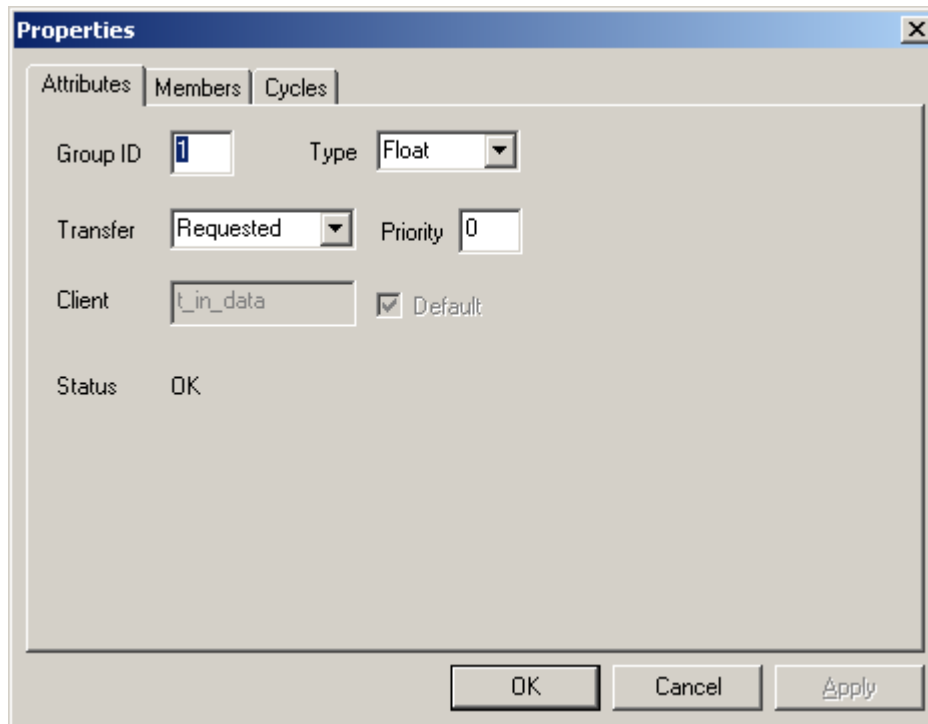 Properties
Attributes Members Cycles
Group ID 1 Type Float
Transfer Requested Priority 0
Client t_in_data Default
Status OK
OK Cancel Apply